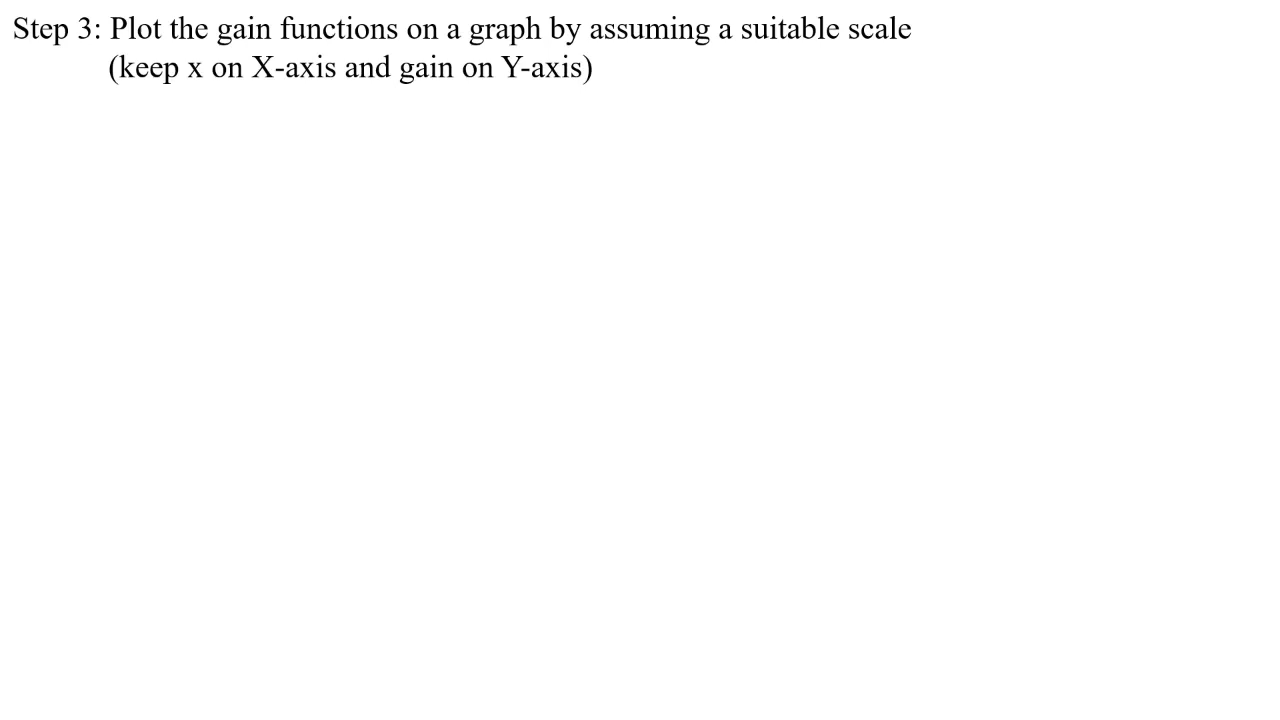 Step 3: Plot the gain functions on a graph by assuming a suitable scale
(keep x on X-axis and gain on Y-axis)